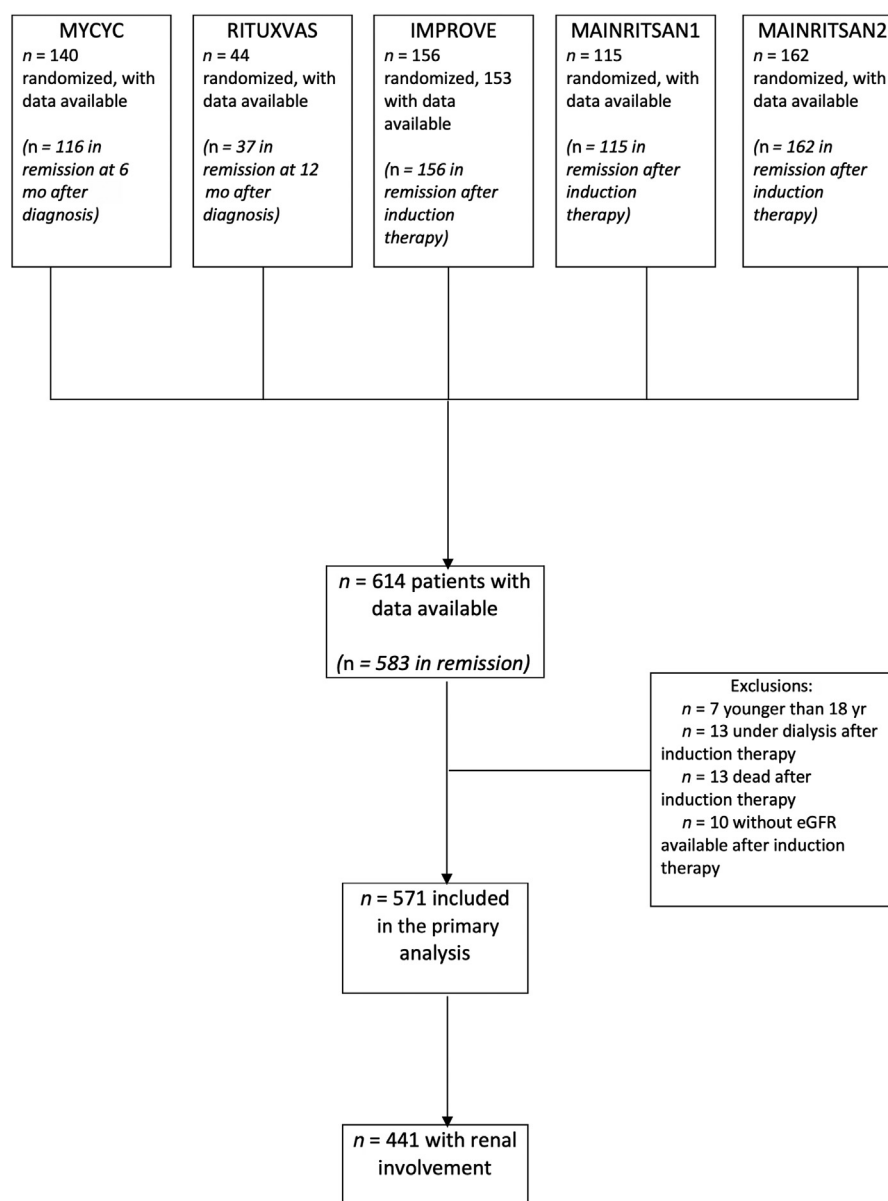 MYCYC
n = 140
randomized, with
data available
(n = 116 in
remission at 6
mo after
diagnosis)
RITUXVAS
n = 44
randomized, with
data available
(n = 37 in
remission at 12
mo after
diagnosis)
IMPROVE
n = 156
randomized, 153
with data
available
(n = 156 in
remission after
induction
therapy)
MAINRITSAN1
n = 115
randomized, with
data available
(n = 115 in
remission after
induction
therapy)
MAINRITSAN2
n = 162
randomized, with
data available
(n = 162 in
remission after
induction
therapy)
n = 614 patients with
data available
(n = 583 in remission)
Exclusions:
n = 7 younger than 18 yr
n = 13 under dialysis after
induction therapy
n = 13 dead after
induction therapy
n = 10 without eGFR
available after induction
therapy
n = 571 included
in the primary
analysis
n = 441 with renal
involvement